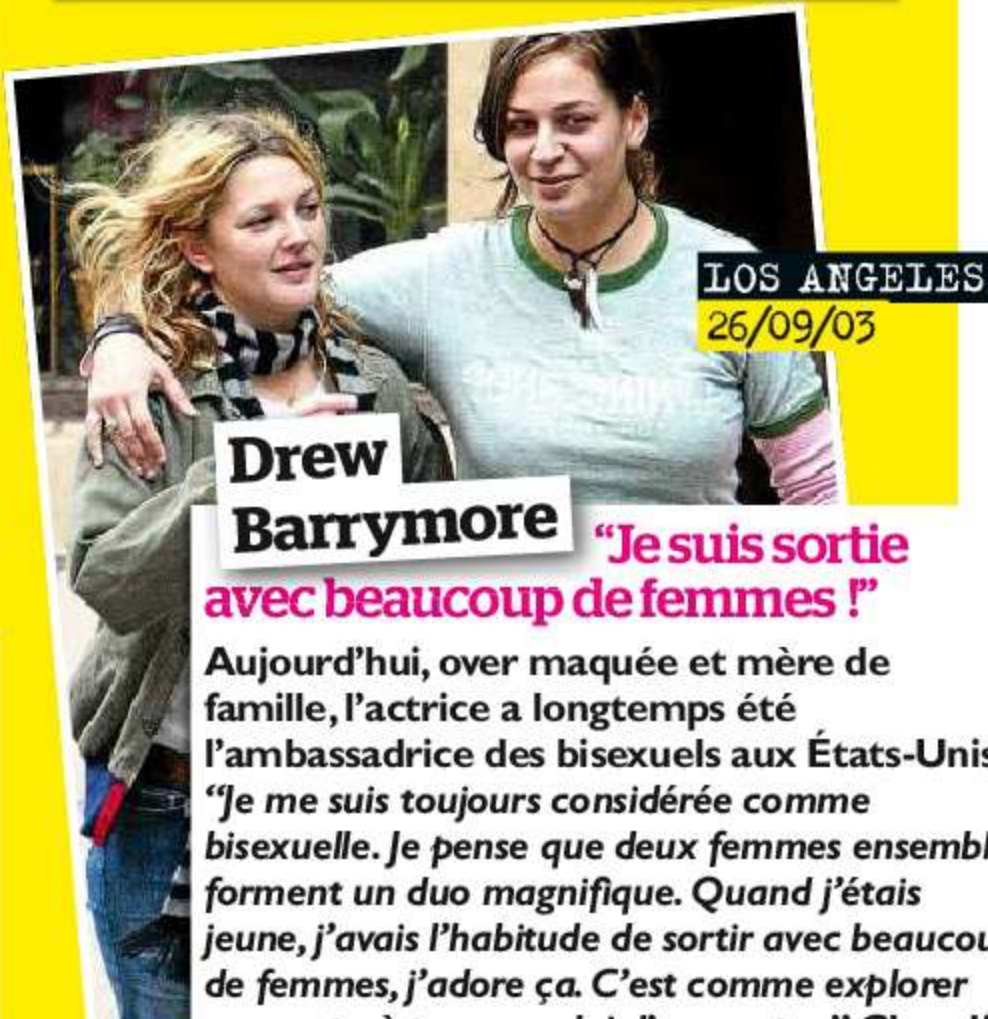 LOS ANGELES
26/09/03
Drew
Barrymore
“Je suis sortie
avec beaucoup de femmes !”
Aujourd’hui, over maquée et mère de
famille, l’actrice a longtemps été
l’ambassadrice des bisexuels aux États-Unis
“Je me suis toujours considérée comme
bisexuelle. Je pense que deux femmes ensembl
forment un duo magnifique. Quand j’étais
jeune, j’avais l’habitude de sortir avec beaucou
de femmes, j’adore ça. C’est comme explorer